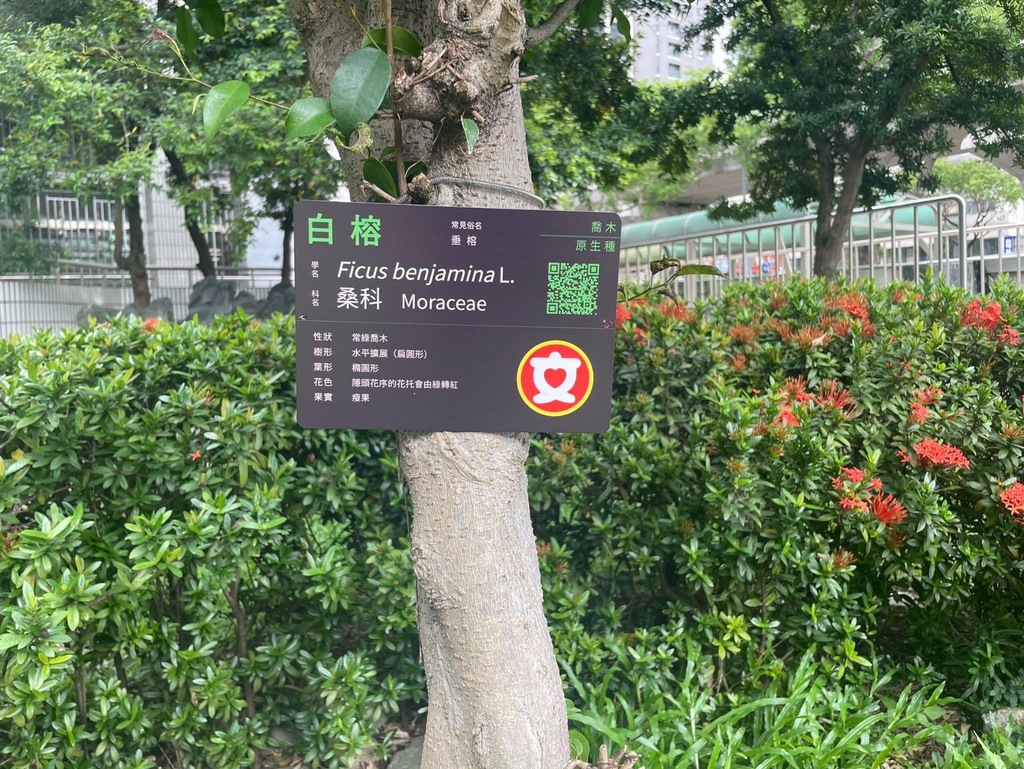 白榕
常見俗名
垂榕
喬木
原生種
學名 Ficus benjamina L.
科名 桑科 Moraceae
性狀 常綠喬木
樹形 水平擴展（扁圓形）
葉形 橢圓形
花色 隱頭花序的花托會由綠轉紅
果實 瘦果